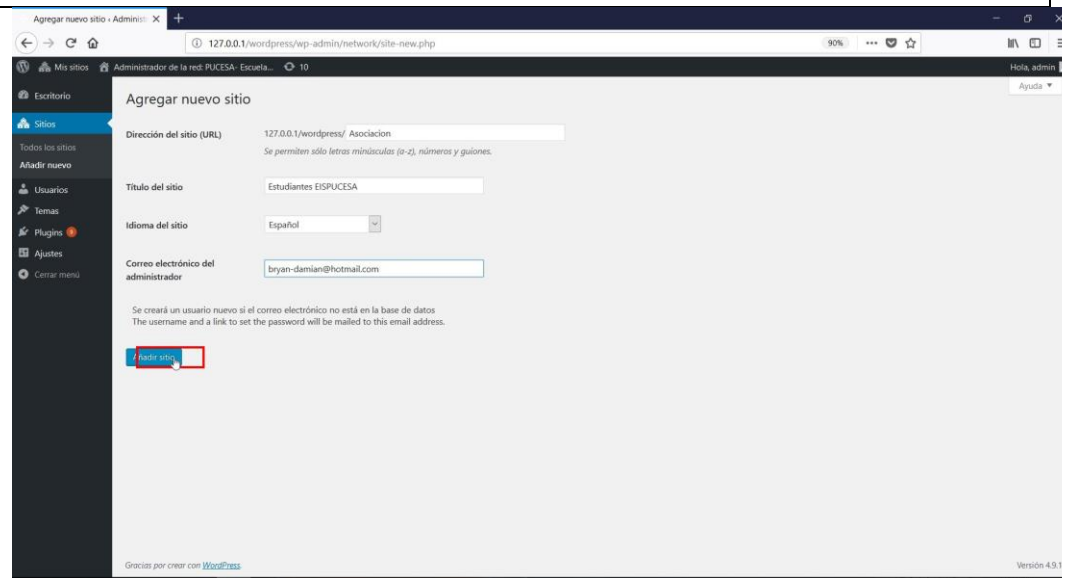 Agregar nuevo sitio ‹ Administ
127.0.0.1/wordpress/wp-admin/network/site-new.php
90%
Mis sitios Administrador de la red: PUCESA- Escuela... 10 Hola, admin
Ayuda
Escritorio
Sitios
Todos los sitios
Añadir nuevo
Usuarios
Temas
Plugins
Ajustes
Cerrar menú
Agregar nuevo sitio
Dirección del sitio (URL) 127.0.0.1/wordpress/ Asociacion
Se permiten sólo letras minúsculas (a-z), números y guiones.
Título del sitio Estudiantes EISPUCESA
Idioma del sitio Español
Correo electrónico del
administrador
bryan-damian@hotmail.com
Se creará un usuario nuevo si el correo electrónico no está en la base de datos
The username and a link to set the password will be mailed to this email address.
Añadir sitio
Gracias por crear con WordPress. Versión 4.9.1